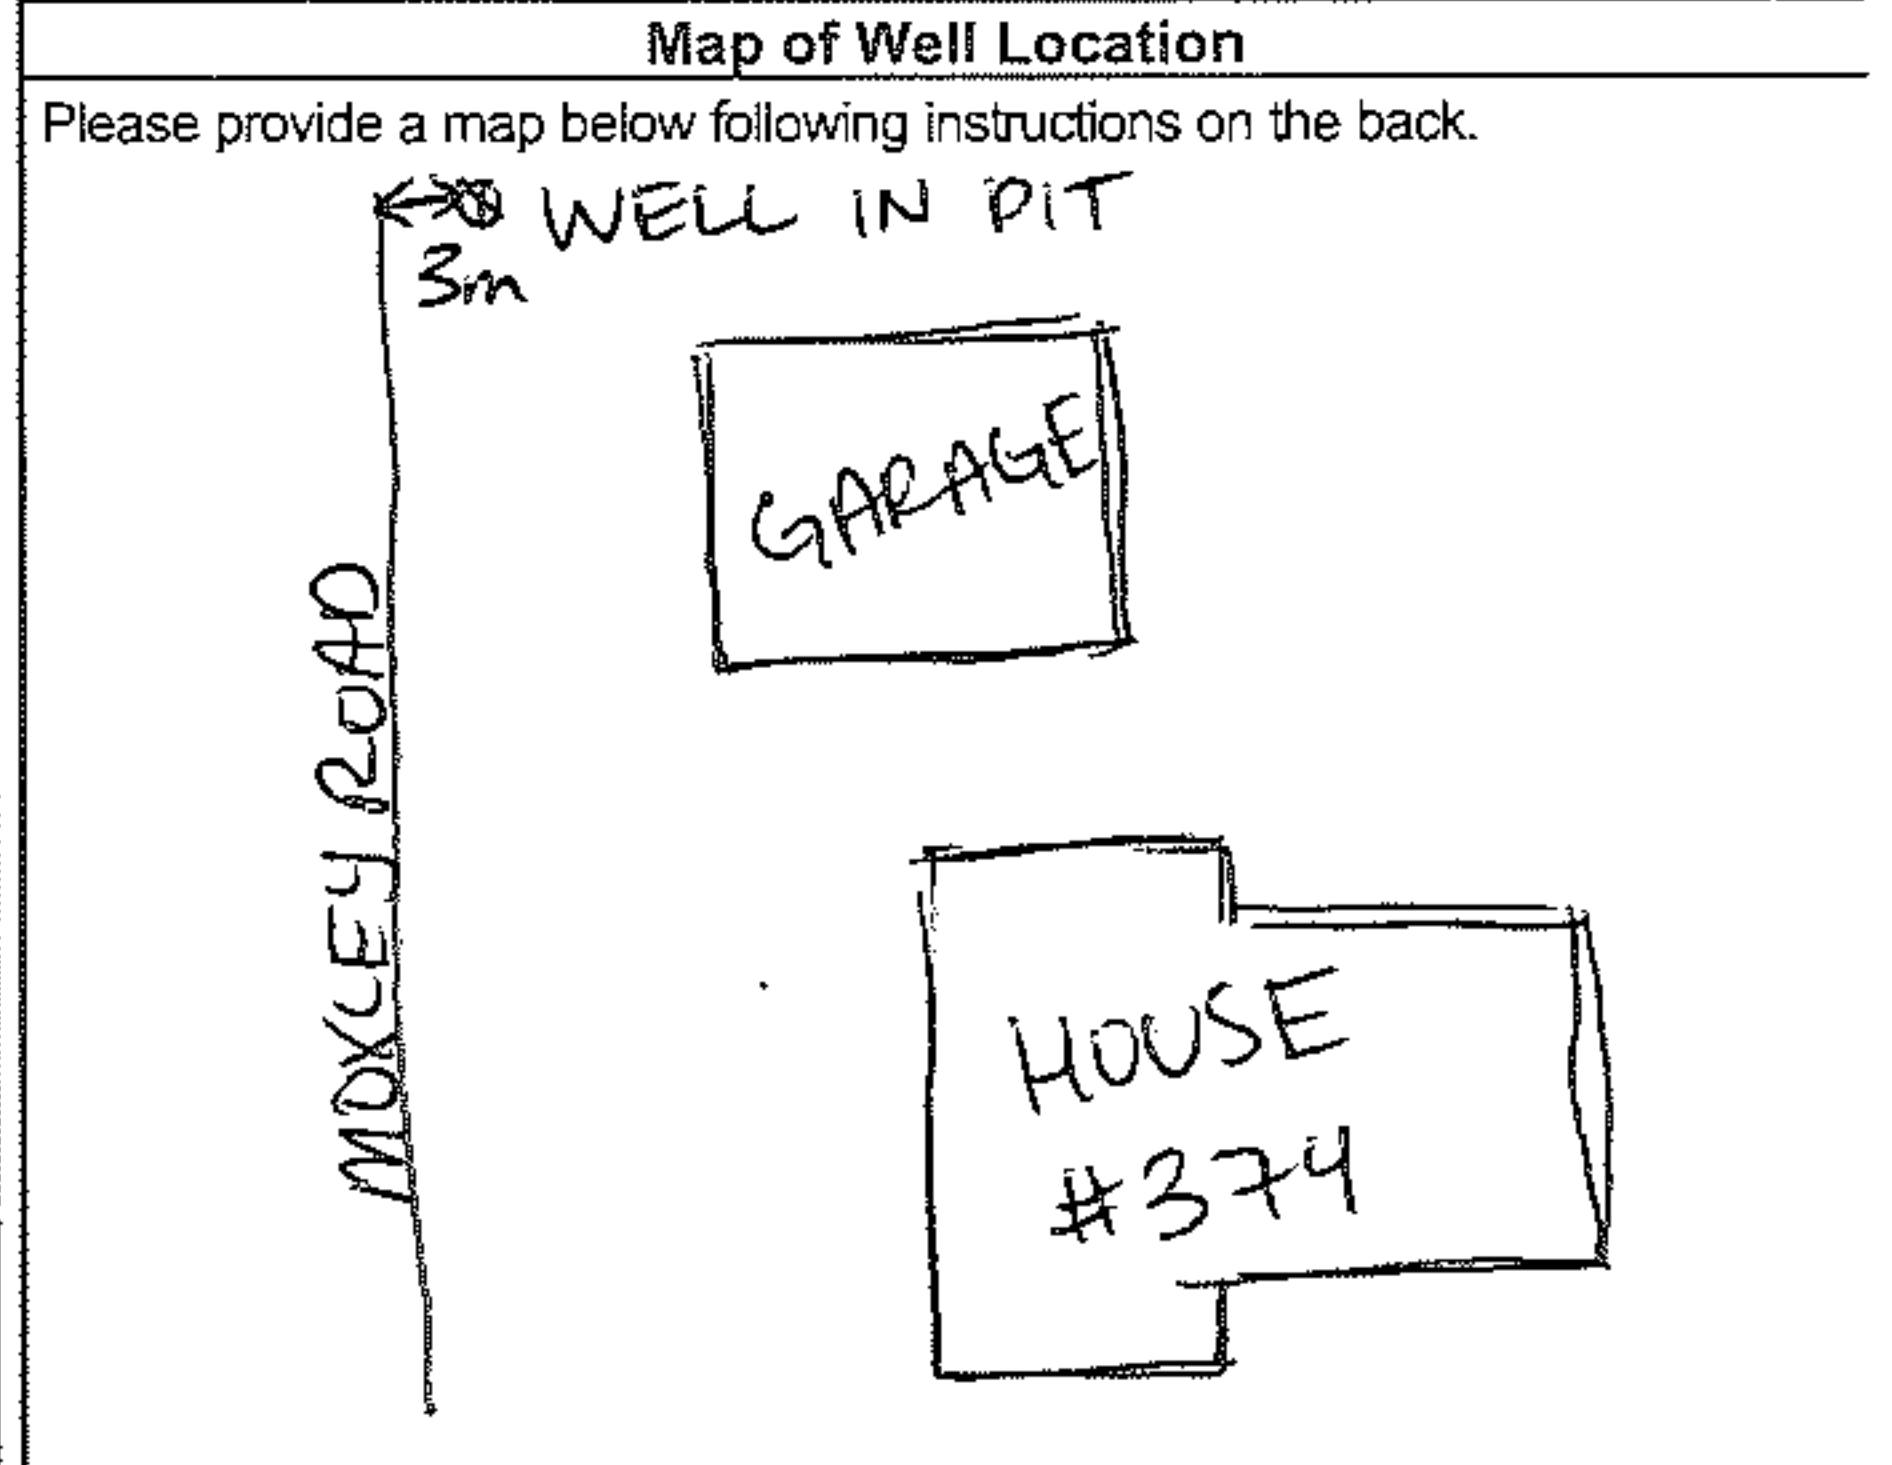 Map of Well Location
Please provide a map below following instructions on the back.
WELL IN PIT
3m
GARAGE
MOXLEY ROAD
HOUSE
#374